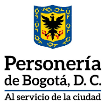 Personería
de Bogotá, D. C.
Al servicio de la ciudad